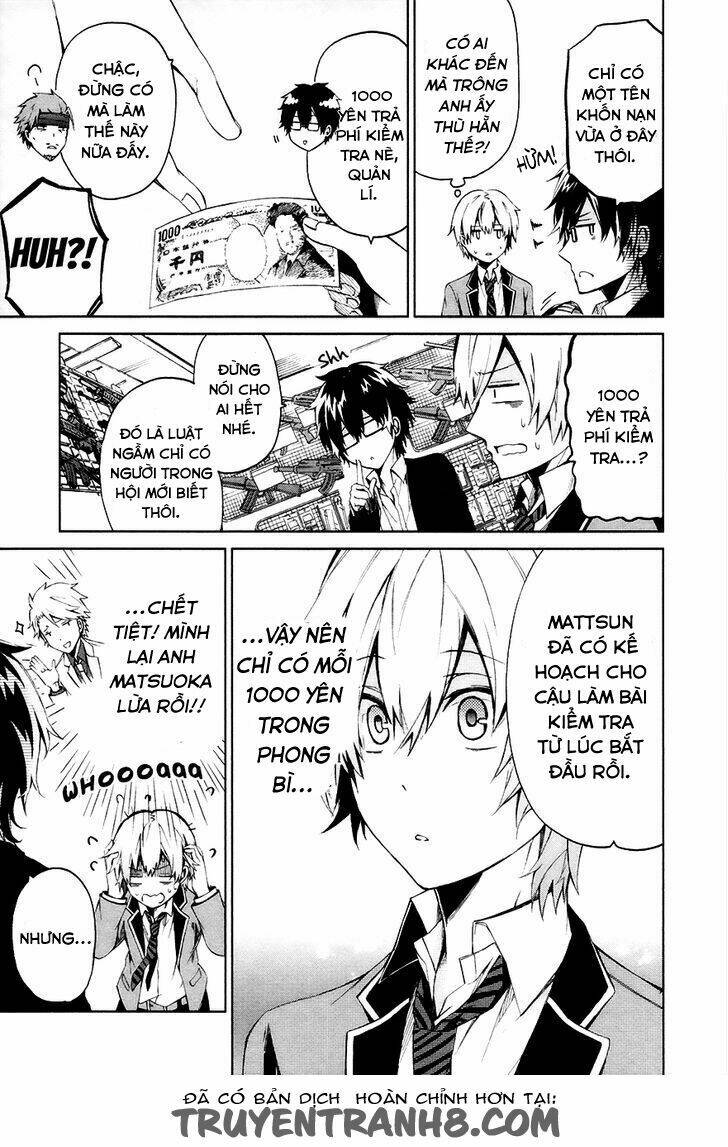 CHỈ CÓ
MỘT TÊN
KHỐN NẠN
VỪA Ở ĐÂY
THÔI.
HỪM!
CÓ AI
KHÁC ĐẾN
MÀ TRÔNG
ANH ẤY
THÙ HẰN
THẾ?!
1000
YÊN TRẢ
PHÍ KIỂM
TRA NÈ,
QUẢN
LÍ.
CHẬC,
ĐỪNG CÓ
MÀ LÀM
THẾ NÀY
NỮA ĐẤY.
1000
千円
HUH?!
1000
YÊN TRẢ
PHÍ KIỂM
TRA...?
Shh
ĐỪNG
NÓI CHO
AI HẾT
NHÉ.
ĐÓ LÀ LUẬT
NGẦM CHỈ CÓ
NGƯỜI TRONG
HỘI MỚI BIẾT
THÔI.
MATTSUN
ĐÃ CÓ KẾ
HOẠCH CHO
CẬU LÀM BÀI
KIỂM TRA
TỪ LÚC BẮT
ĐẦU RỒI.
...VẬY NÊN
CHỈ CÓ MỖI
1000 YÊN
TRONG
PHONG
BÌ...
...CHẾT
TIỆT! MÌNH
LẠI ANH
MATSUOKA
LỪA RỒI!!
WHOOOAAA
NHƯNG...
ĐÃ CÓ BẢN DỊCH HOÀN CHỈNH HƠN TẠI:
TRUYENTRANH8.COM